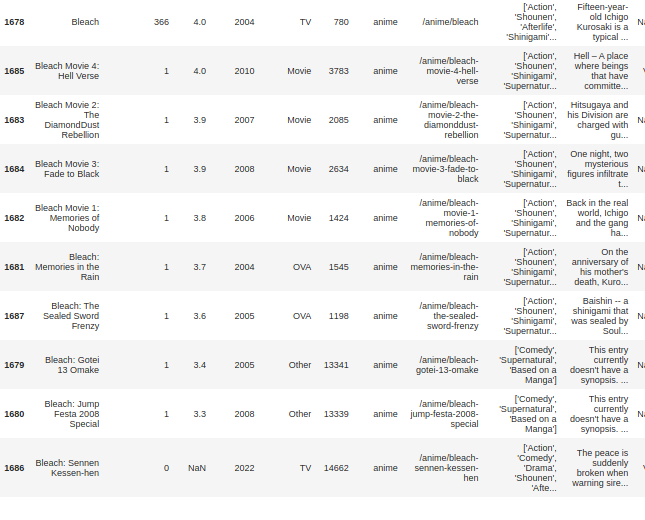 1678 Bleach 366 4.0 2004 TV 780 anime /anime/bleach ['Action', 'Shounen', 'Afterlife', 'Shinigami'... Fifteen-year-old Ichigo Kurosaki is a typical ...
1685 Bleach Movie 4: Hell Verse 1 4.0 2010 Movie 3783 anime /anime/bleach-movie-4-hell-verse ['Action', 'Shounen', 'Shinigami', 'Supernatur... Hell – A place where beings that have committe...
1683 Bleach Movie 2: The DiamondDust Rebellion 1 3.9 2007 Movie 2085 anime /anime/bleach-movie-2-the-diamonddust-rebellion ['Action', 'Shounen', 'Shinigami', 'Supernatur... Hitsugaya and his Division are charged with gu...
1684 Bleach Movie 3: Fade to Black 1 3.9 2008 Movie 2634 anime /anime/bleach-movie-3-fade-to-black ['Action', 'Shounen', 'Shinigami', 'Supernatur... One night, two mysterious figures infiltrate t...
1682 Bleach Movie 1: Memories of Nobody 1 3.8 2006 Movie 1424 anime /anime/bleach-movie-1-memories-of-nobody ['Action', 'Shounen', 'Shinigami', 'Supernatur... Back in the real world, Ichigo and the gang ha...
1681 Bleach: Memories in the Rain 1 3.7 2004 OVA 1545 anime /anime/bleach-memories-in-the-rain ['Action', 'Shounen', 'Shinigami', 'Supernatur... On the anniversary of his mother's death, Kuro...
1687 Bleach: The Sealed Sword Frenzy 1 3.6 2005 OVA 1198 anime /anime/bleach-the-sealed-sword-frenzy ['Action', 'Shounen', 'Shinigami', 'Supernatur... Baishin -- a shinigami that was sealed by Soul...
1679 Bleach: Gotei 13 Omake 1 3.4 2005 Other 13341 anime /anime/bleach-gotei-13-omake ['Comedy', 'Supernatural', 'Based on a Manga'] This entry currently doesn't have a synopsis. ...
1680 Bleach: Jump Festa 2008 Special 1 3.3 2008 Other 13339 anime /anime/bleach-jump-festa-2008-special ['Comedy', 'Supernatural', 'Based on a Manga'] This entry currently doesn't have a synopsis. ...
1686 Bleach: Sennen Kessen-hen 0 NaN 2022 TV 14662 anime /anime/bleach-sennen-kessen-hen ['Action', 'Comedy', 'Drama', 'Shounen', 'Afte... The peace is suddenly broken when warning sire...